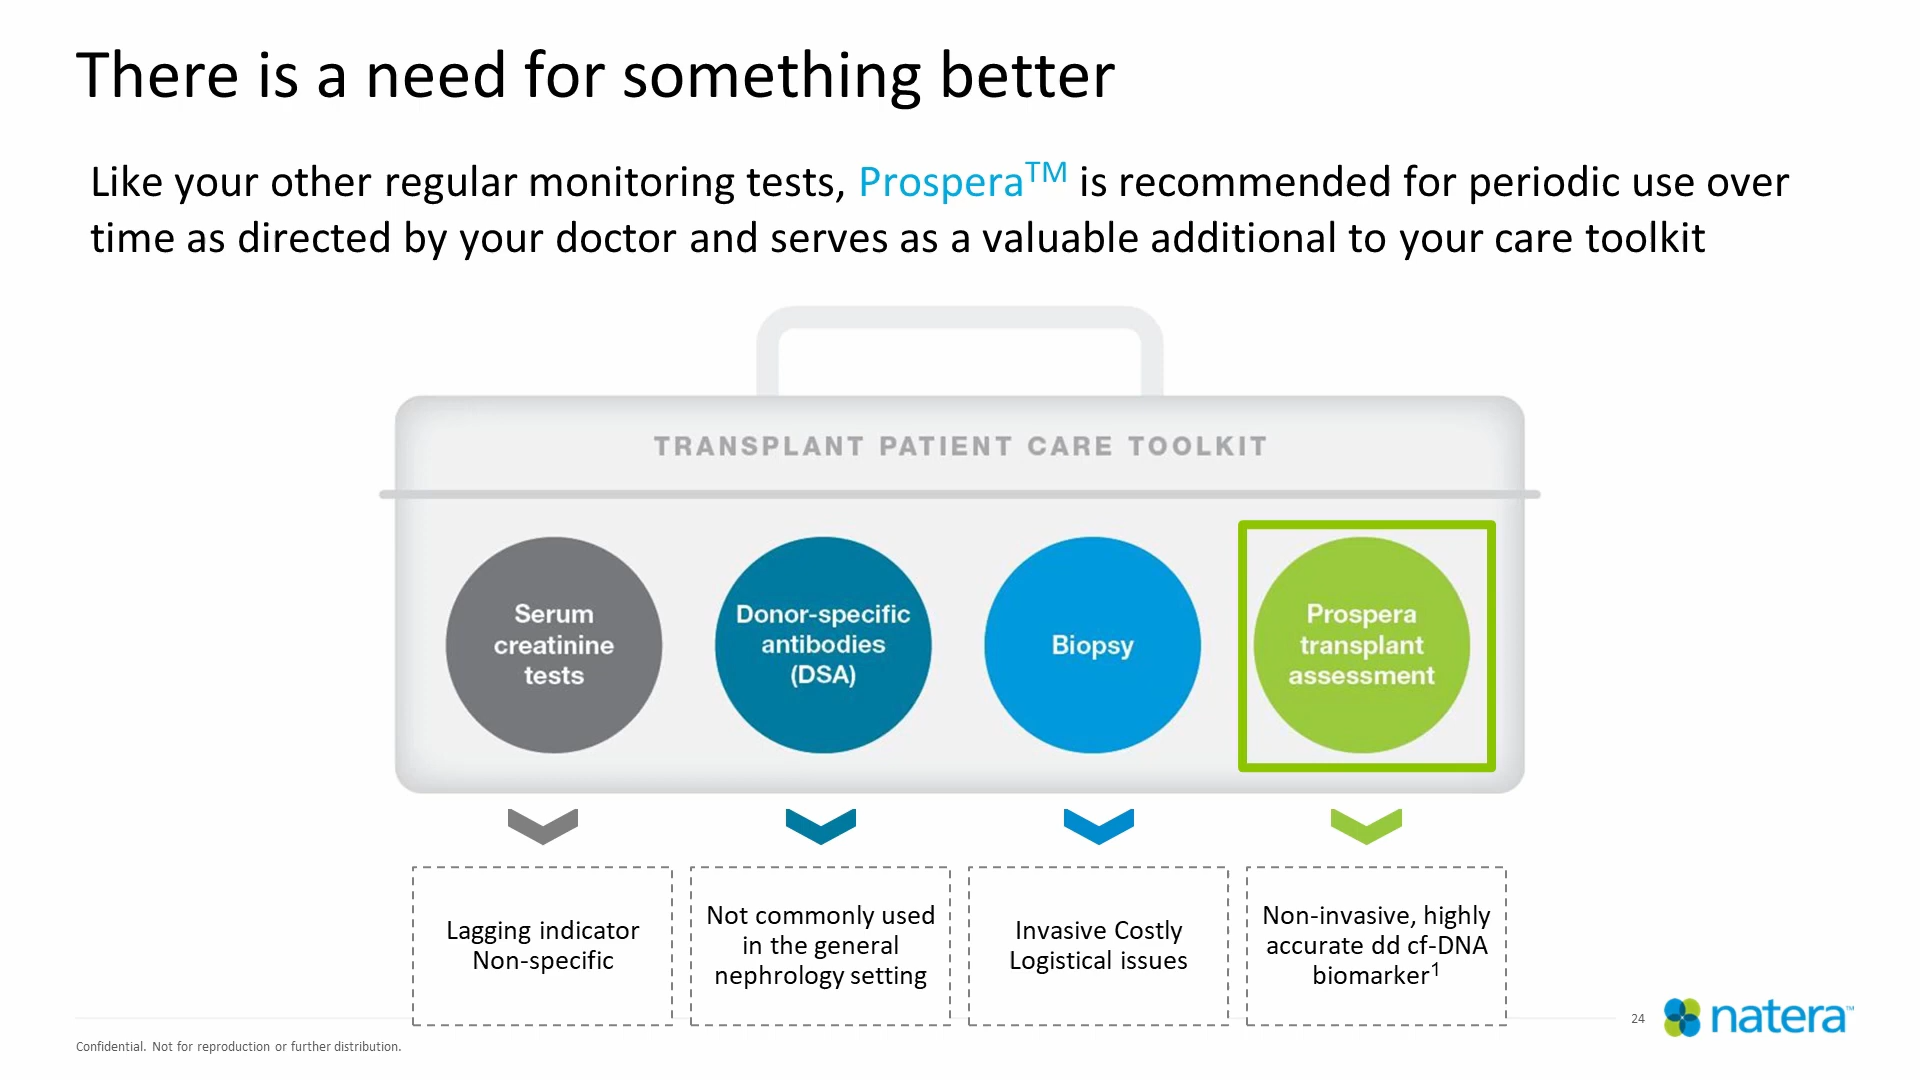 There is a need for something better
Like your other regular monitoring tests, Prospera™ is recommended for periodic use over
time as directed by your doctor and serves as a valuable additional to your care toolkit
TRANSPLANT PATIENT CARE TOOLKIT
Serum
creatinine
tests
Donor-specific
antibodies
(DSA)
Biopsy
Prospera
transplant
assessment
Lagging indicator
Non-specific
Not commonly used
in the general
nephrology setting
Invasive Costly
Logistical issues
Non-invasive, highly
accurate dd cf-DNA
biomarker¹
24
natera™
Confidential. Not for reproduction or further distribution.